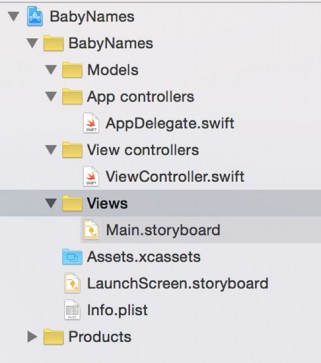 BabyNames
BabyNames
Models
App controllers
AppDelegate.swift
View controllers
ViewController.swift
Views
Main.storyboard
Assets.xcassets
LaunchScreen.storyboard
Info.plist
Products